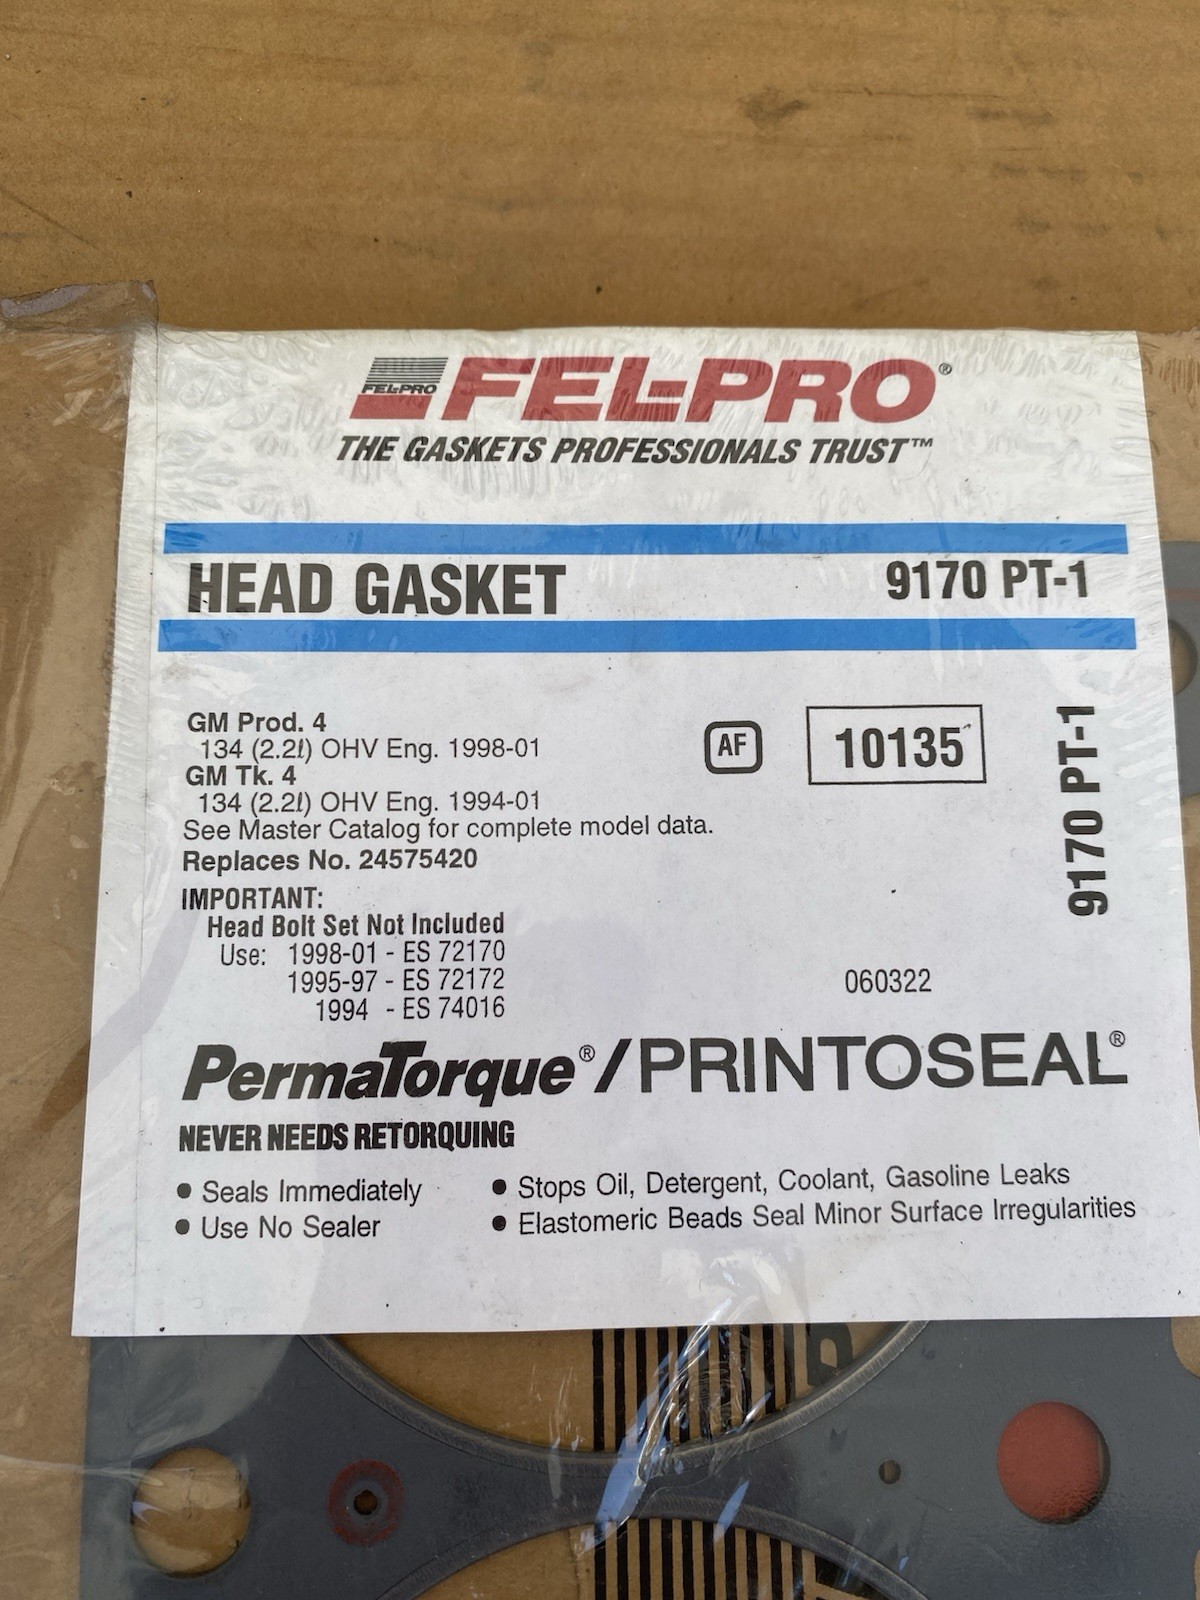 FEL-PRO
FEL-PRO®
THE GASKETS PROFESSIONALS TRUST™
HEAD GASKET 9170 PT-1
GM Prod. 4
134 (2.2ℓ) OHV Eng. 1998-01
GM Tk. 4
134 (2.2ℓ) OHV Eng. 1994-01
See Master Catalog for complete model data.
Replaces No. 24575420
AF
10135
9170 PT-1
IMPORTANT:
Head Bolt Set Not Included
Use: 1998-01 - ES 72170
1995-97 - ES 72172
1994 - ES 74016
060322
PermaTorque®/PRINTOSEAL®
NEVER NEEDS RETORQUING
• Seals Immediately
• Use No Sealer
• Stops Oil, Detergent, Coolant, Gasoline Leaks
• Elastomeric Beads Seal Minor Surface Irregularities